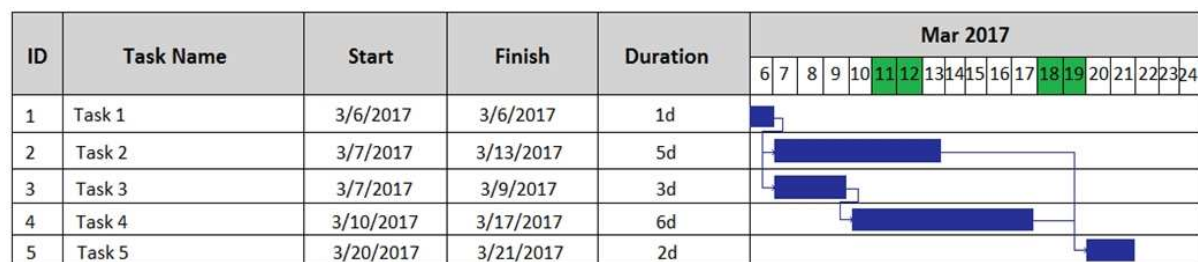 ID Task Name Start Finish Duration Mar 2017
6 7 8 9 10 11 12 13 14 15 16 17 18 19 20 21 22 23 24
1 Task 1 3/6/2017 3/6/2017 1d
2 Task 2 3/7/2017 3/13/2017 5d
3 Task 3 3/7/2017 3/9/2017 3d
4 Task 4 3/10/2017 3/17/2017 6d
5 Task 5 3/20/2017 3/21/2017 2d